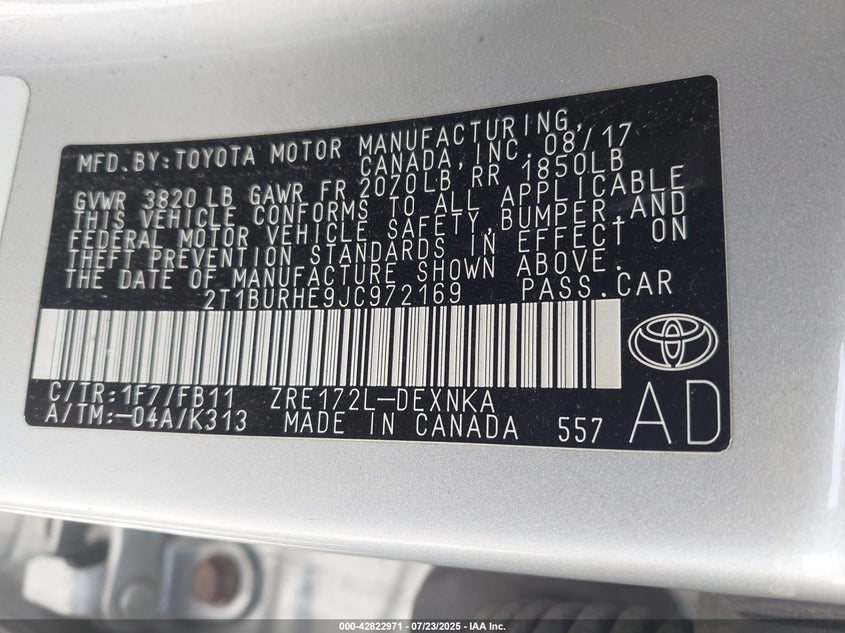 MFD.BY:TOYOTA MOTOR MANUFACTURING,
CANADA, INC. 08/17
GVWR 3820 LB GAWR FR 2070LB RR 1850LB
THIS VEHICLE CONFORMS TO ALL APPLICABLE
FEDERAL MOTOR VEHICLE SAFETY, BUMPER, AND
THEFT PREVENTION STANDARDS IN EFFECT ON
THE DATE OF MANUFACTURE SHOWN ABOVE.
2T1BURHE9JC972169 PASS.CAR
C/TR:1F7/FB11 ZRE172L-DEXNKA
A/TM:-04A/K313 MADE IN CANADA 557
AD
000-42822971 | 07/23/2025 - IAA Inc.